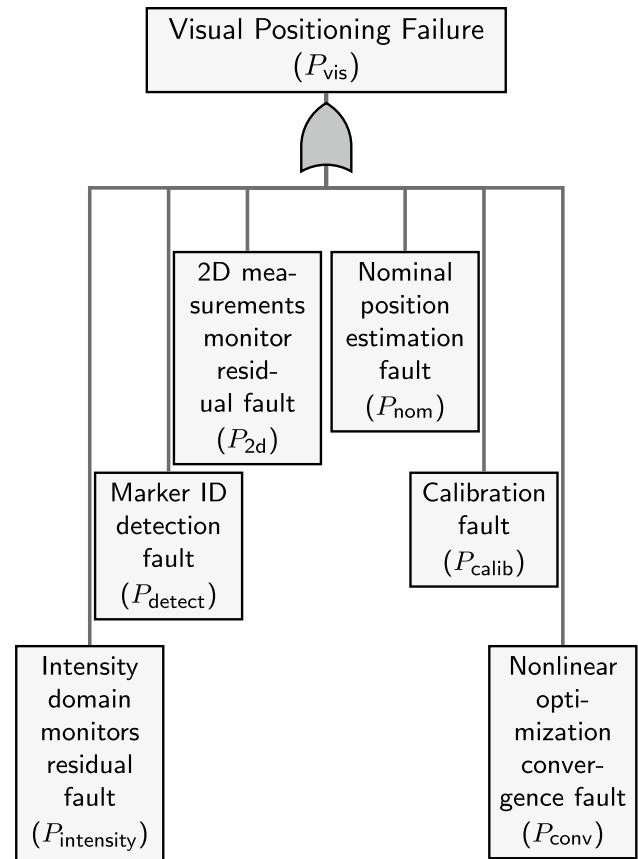 Visual Positioning Failure
(P_vis)
2D mea-
surements
monitor
resid-
ual fault
(P_2d)
Nominal
position
estimation
fault
(P_nom)
Marker ID
detection
fault
(P_detect)
Calibration
fault
(P_calib)
Intensity
domain
monitors
residual
fault
(P_intensity)
Nonlinear
opti-
mization
conver-
gence fault
(P_conv)